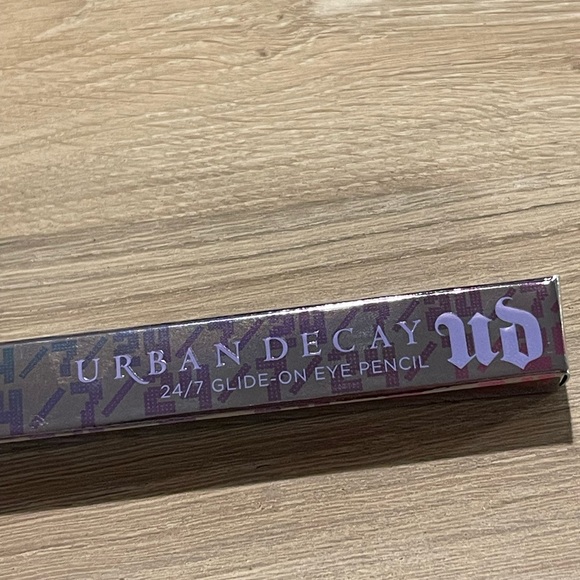 URBAN DECAY UD
24/7 GLIDE-ON EYE PENCIL